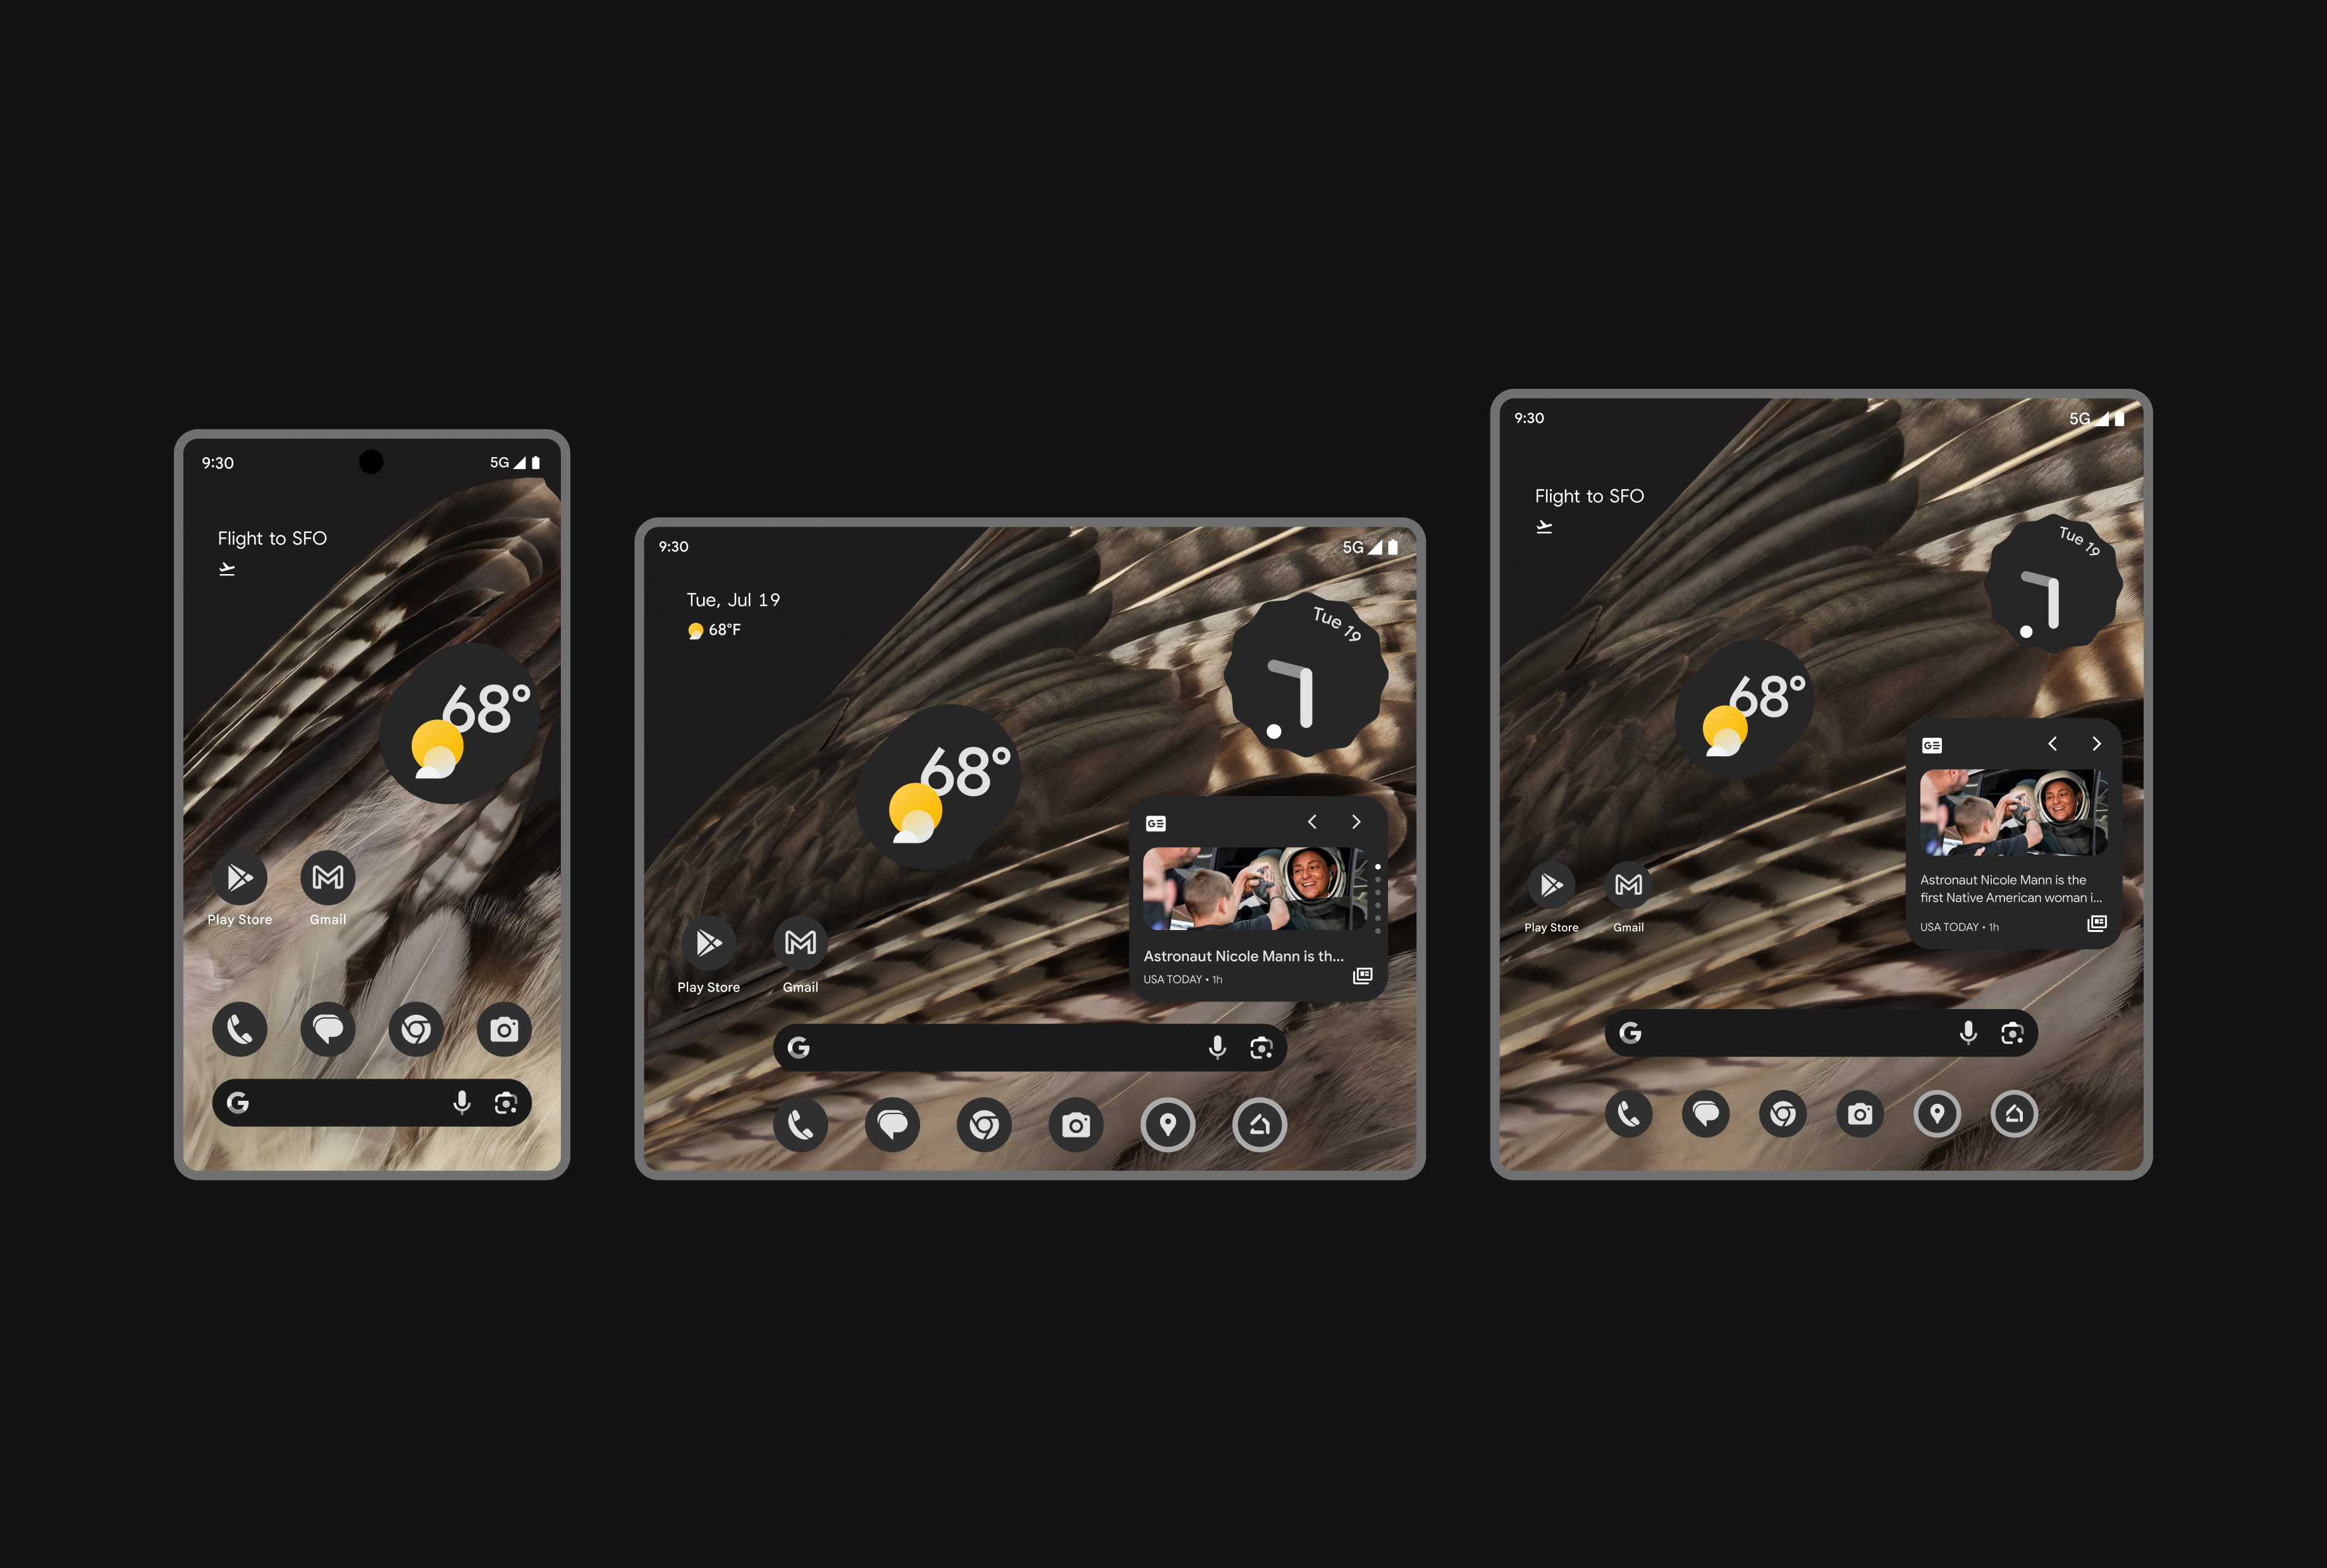 9:30
5G
Flight to SFO
68°
Play Store
Gmail
G
9:30
5G
Tue, Jul 19
68°F
Tue 19
68°
G
Astronaut Nicole Mann is th...
USA TODAY • 1h
Play Store
Gmail
G
9:30
5G
Flight to SFO
Tue 19
68°
G
Astronaut Nicole Mann is the
first Native American woman i...
USA TODAY • 1h
Play Store
Gmail
G